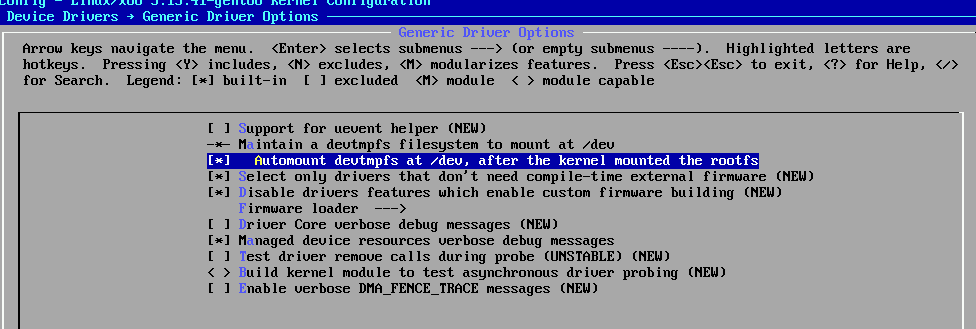 Config - Linux/x86 5.15.41-gentoo Kernel Configuration
→ Device Drivers → Generic Driver Options
Generic Driver Options
Arrow keys navigate the menu. <Enter> selects submenus ---> (or empty submenus ----). Highlighted letters are
hotkeys. Pressing <Y> includes, <N> excludes, <M> modularizes features. Press <Esc><Esc> to exit, <?> for Help, </>
for Search. Legend: [*] built-in [ ] excluded <M> module < > module capable
[ ] Support for uevent helper (NEW)
-*- Maintain a devtmpfs filesystem to mount at /dev
[*] Automount devtmpfs at /dev, after the kernel mounted the rootfs
[*] Select only drivers that don't need compile-time external firmware (NEW)
[*] Disable drivers features which enable custom firmware building (NEW)
Firmware loader --->
[ ] Driver Core verbose debug messages (NEW)
[*] Managed device resources verbose debug messages
[ ] Test driver remove calls during probe (UNSTABLE) (NEW)
< > Build kernel module to test asynchronous driver probing (NEW)
[ ] Enable verbose DMA_FENCE_TRACE messages (NEW)